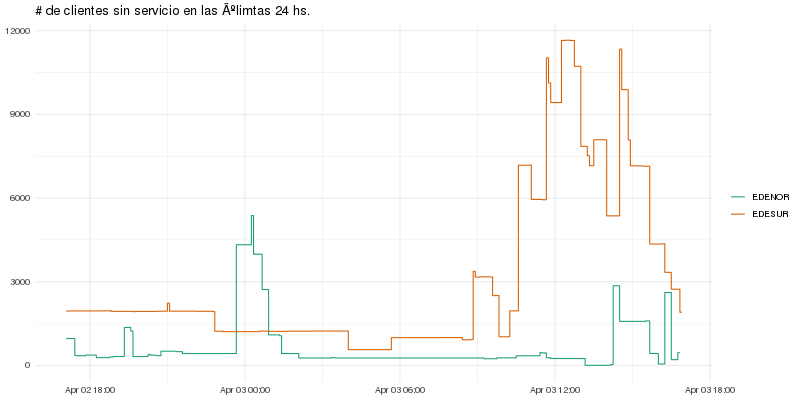 # de clientes sin servicio en las Ãºlimtas 24 hs.
12000
9000
6000
3000
0
EDENOR
EDESUR
Apr 02 18:00 Apr 03 00:00 Apr 03 06:00 Apr 03 12:00 Apr 03 18:00